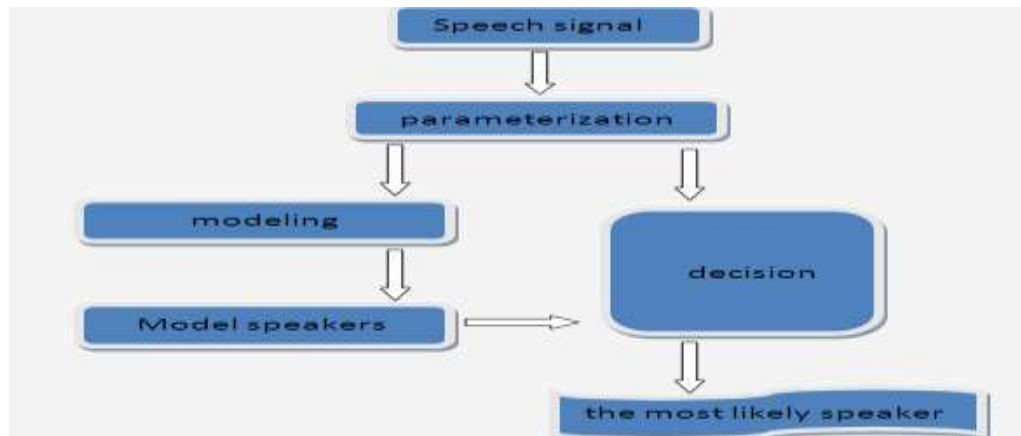 Speech signal
parameterization
modeling
decision
Model speakers
the most likely speaker